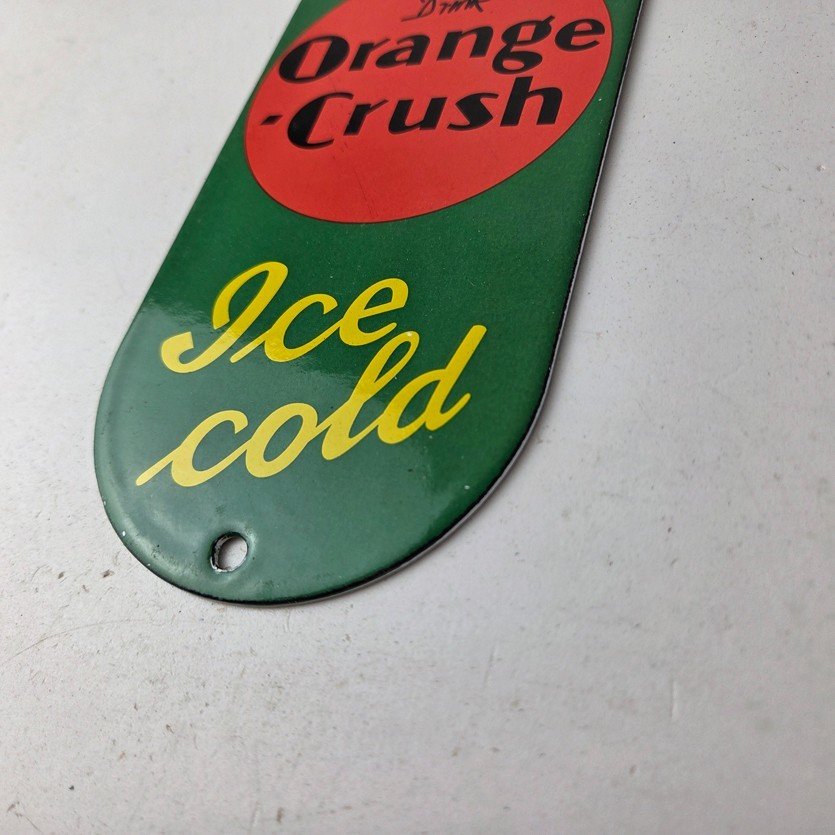 Drink
Orange
-Crush
Ice
cold